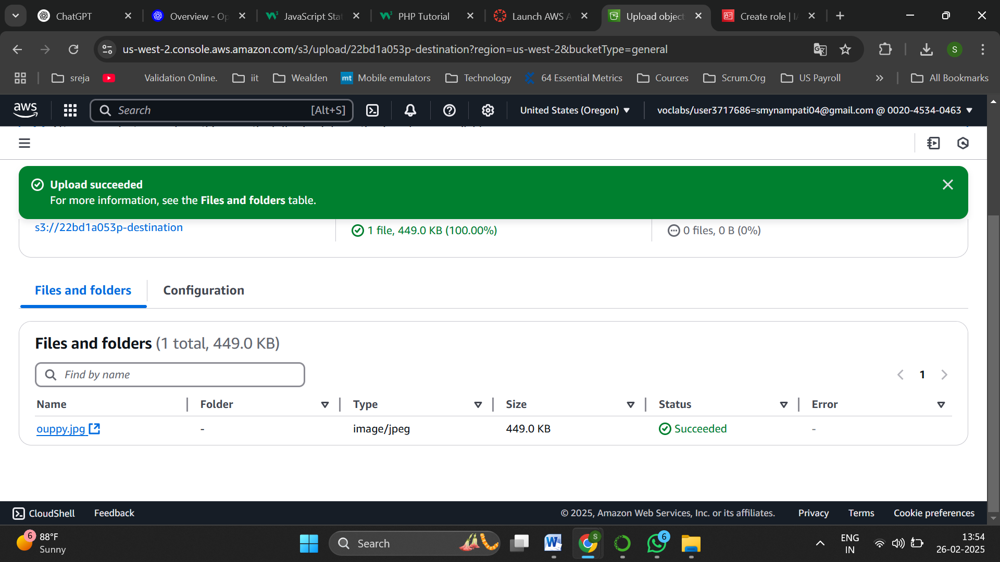 ChatGPT
Overview - Op
JavaScript Stat
PHP Tutorial
Launch AWS A
Upload object
Create role | IA
us-west-2.console.aws.amazon.com/s3/upload/22bd1a053p-destination?region=us-west-2&bucketType=general
S
sreja
Validation Online.
iit
Wealden
mt
Mobile emulators
Technology
64 Essential Metrics
Cources
Scrum.Org
US Payroll
»
All Bookmarks
aws
Search
[Alt+S]
United States (Oregon)
voclabs/user3717686=smynampati04@gmail.com @ 0020-4534-0463
Upload succeeded
For more information, see the Files and folders table.
s3://22bd1a053p-destination
1 file, 449.0 KB (100.00%)
0 files, 0 B (0%)
Files and folders
Configuration
Files and folders (1 total, 449.0 KB)
Find by name
1
Name
Folder
Type
Size
Status
Error
ouppy.jpg
-
image/jpeg
449.0 KB
Succeeded
-
CloudShell
Feedback
© 2025, Amazon Web Services, Inc. or its affiliates.
Privacy
Terms
Cookie preferences
6
88°F
Sunny
Search
W
S
6
ENG
IN
13:54
26-02-2025